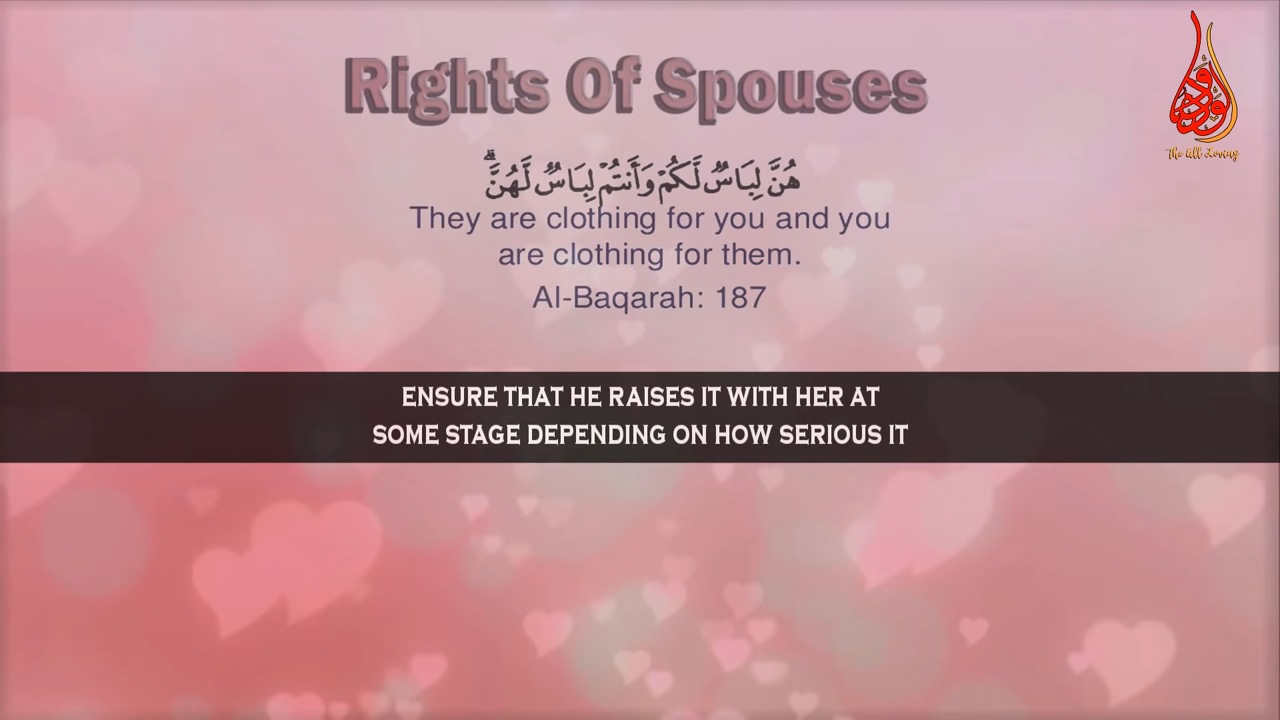 Rights Of Spouses
هُنَّ لِبَاسٌ لَّكُمْ وَأَنتُمْ لِبَاسٌ لَّهُنَّ ۗ
They are clothing for you and you
are clothing for them.
Al-Baqarah: 187
ENSURE THAT HE RAISES IT WITH HER AT
SOME STAGE DEPENDING ON HOW SERIOUS IT
الودود
The All Loving